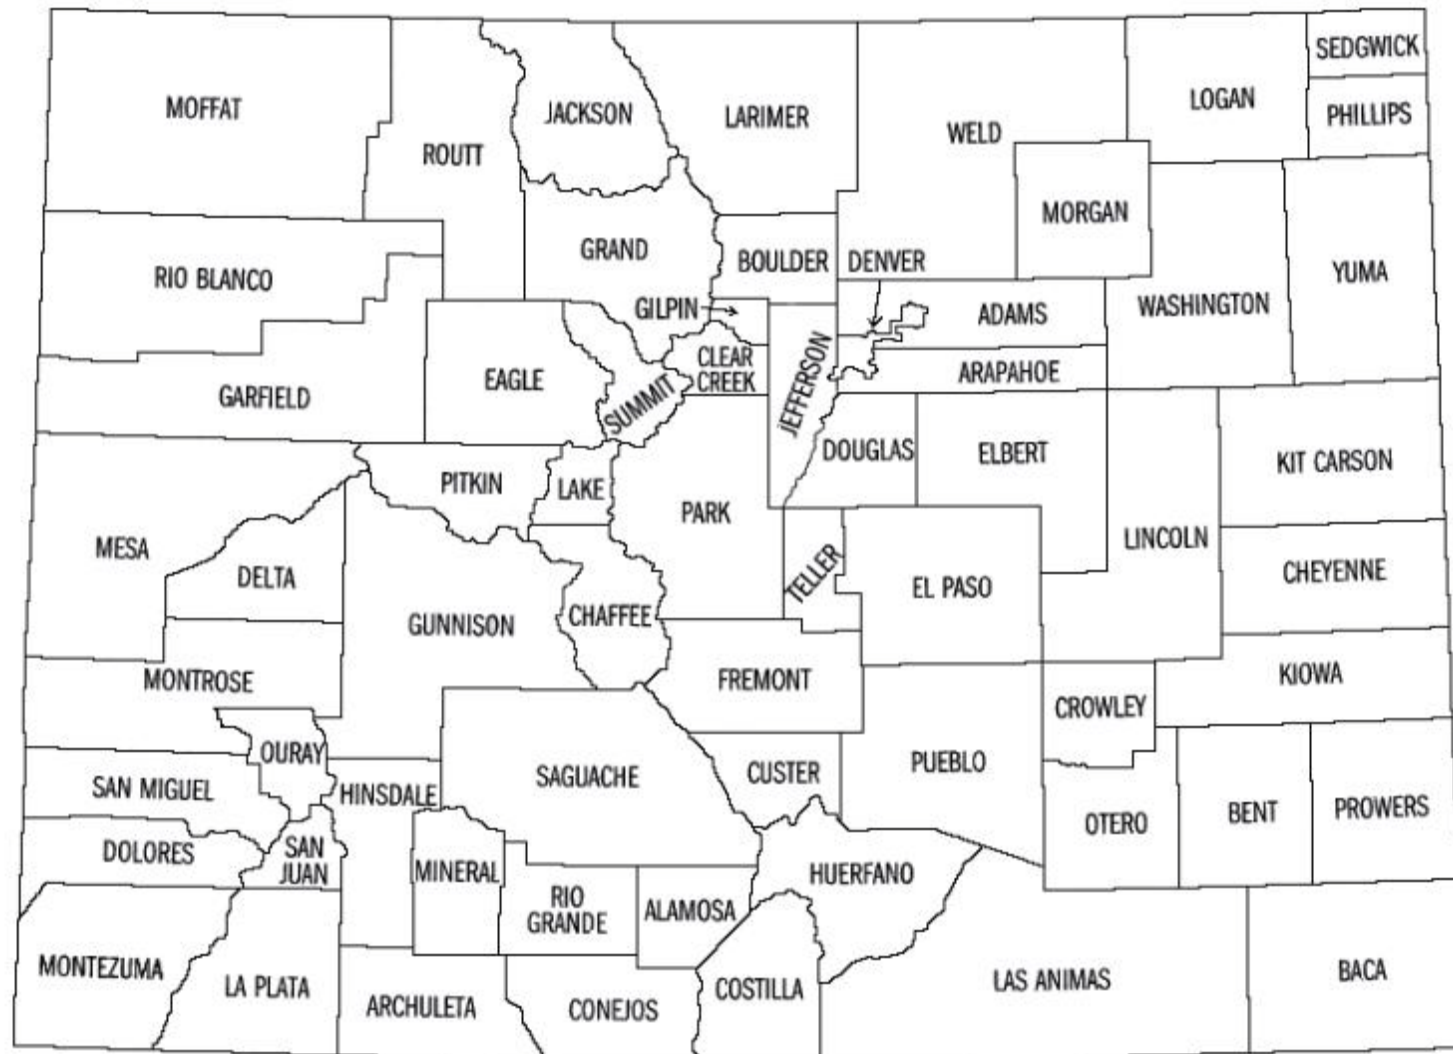 SEDGWICK
MOFFAT
JACKSON
LARIMER
LOGAN
PHILLIPS
WELD
ROUTT
MORGAN
GRAND
BOULDER
DENVER
YUMA
RIO BLANCO
GILPIN
ADAMS
WASHINGTON
CLEAR
CREEK
JEFFERSON
ARAPAHOE
EAGLE
SUMMIT
GARFIELD
DOUGLAS
ELBERT
KIT CARSON
PITKIN
LAKE
PARK
MESA
LINCOLN
DELTA
TELLER
EL PASO
CHEYENNE
GUNNISON
CHAFFEE
MONTROSE
FREMONT
KIOWA
CROWLEY
OURAY
SAN MIGUEL
HINSDALE
SAGUACHE
CUSTER
PUEBLO
OTERO
BENT
PROWERS
DOLORES
SAN
JUAN
MINERAL
RIO
GRANDE
ALAMOSA
HUERFANO
MONTEZUMA
LA PLATA
ARCHULETA
CONEJOS
COSTILLA
LAS ANIMAS
BACA